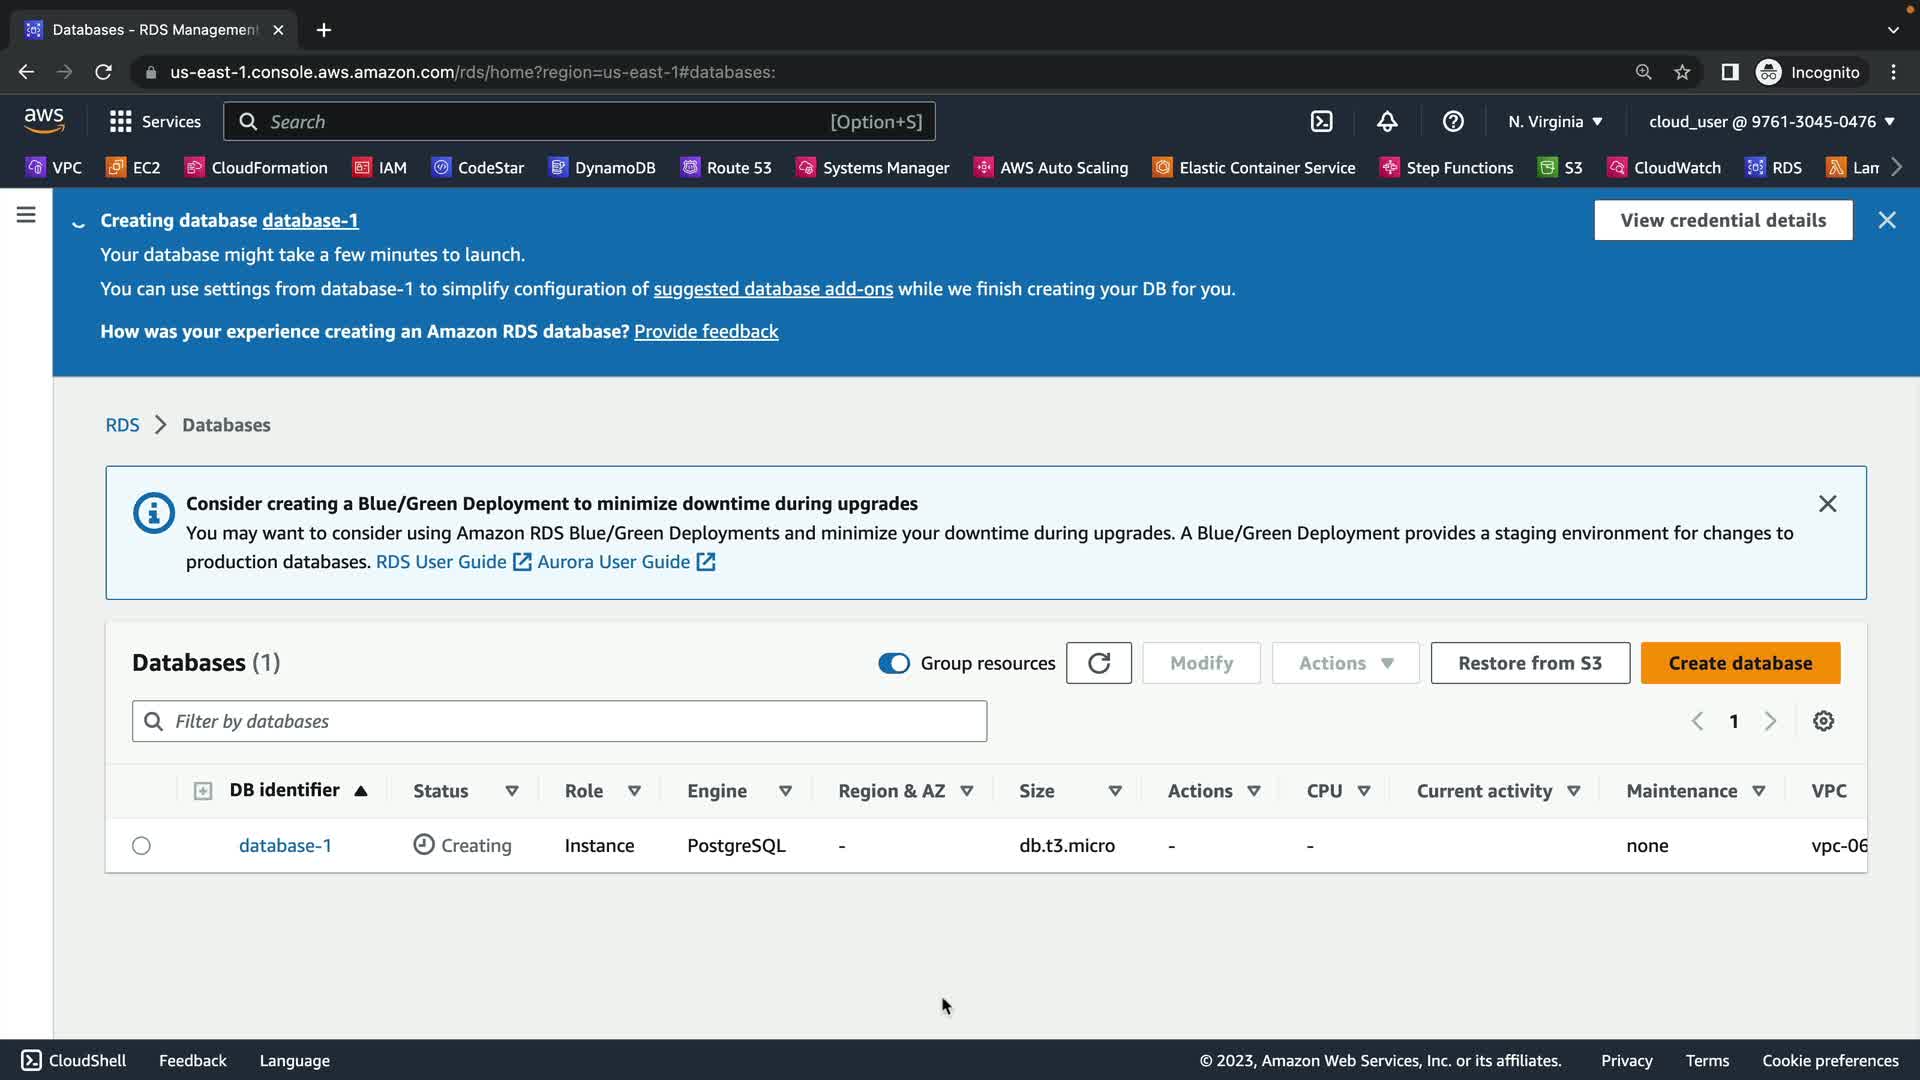 Databases - RDS Managemen
us-east-1.console.aws.amazon.com/rds/home?region=us-east-1#databases:
Incognito
aws
Services
Search
[Option+S]
N. Virginia
cloud_user @ 9761-3045-0476
VPC
EC2
CloudFormation
IAM
CodeStar
DynamoDB
Route 53
Systems Manager
AWS Auto Scaling
Elastic Container Service
Step Functions
S3
CloudWatch
RDS
Lam
Creating database database-1
View credential details
Your database might take a few minutes to launch.
You can use settings from database-1 to simplify configuration of suggested database add-ons while we finish creating your DB for you.
How was your experience creating an Amazon RDS database? Provide feedback
RDS
Databases
Consider creating a Blue/Green Deployment to minimize downtime during upgrades
You may want to consider using Amazon RDS Blue/Green Deployments and minimize your downtime during upgrades. A Blue/Green Deployment provides a staging environment for changes to
production databases. RDS User Guide Aurora User Guide
Databases (1)
Group resources
Modify
Actions
Restore from S3
Create database
Filter by databases
1
DB identifier
Status
Role
Engine
Region & AZ
Size
Actions
CPU
Current activity
Maintenance
VPC
database-1
Creating
Instance
PostgreSQL
-
db.t3.micro
-
-
none
vpc-06
CloudShell
Feedback
Language
© 2023, Amazon Web Services, Inc. or its affiliates.
Privacy
Terms
Cookie preferences